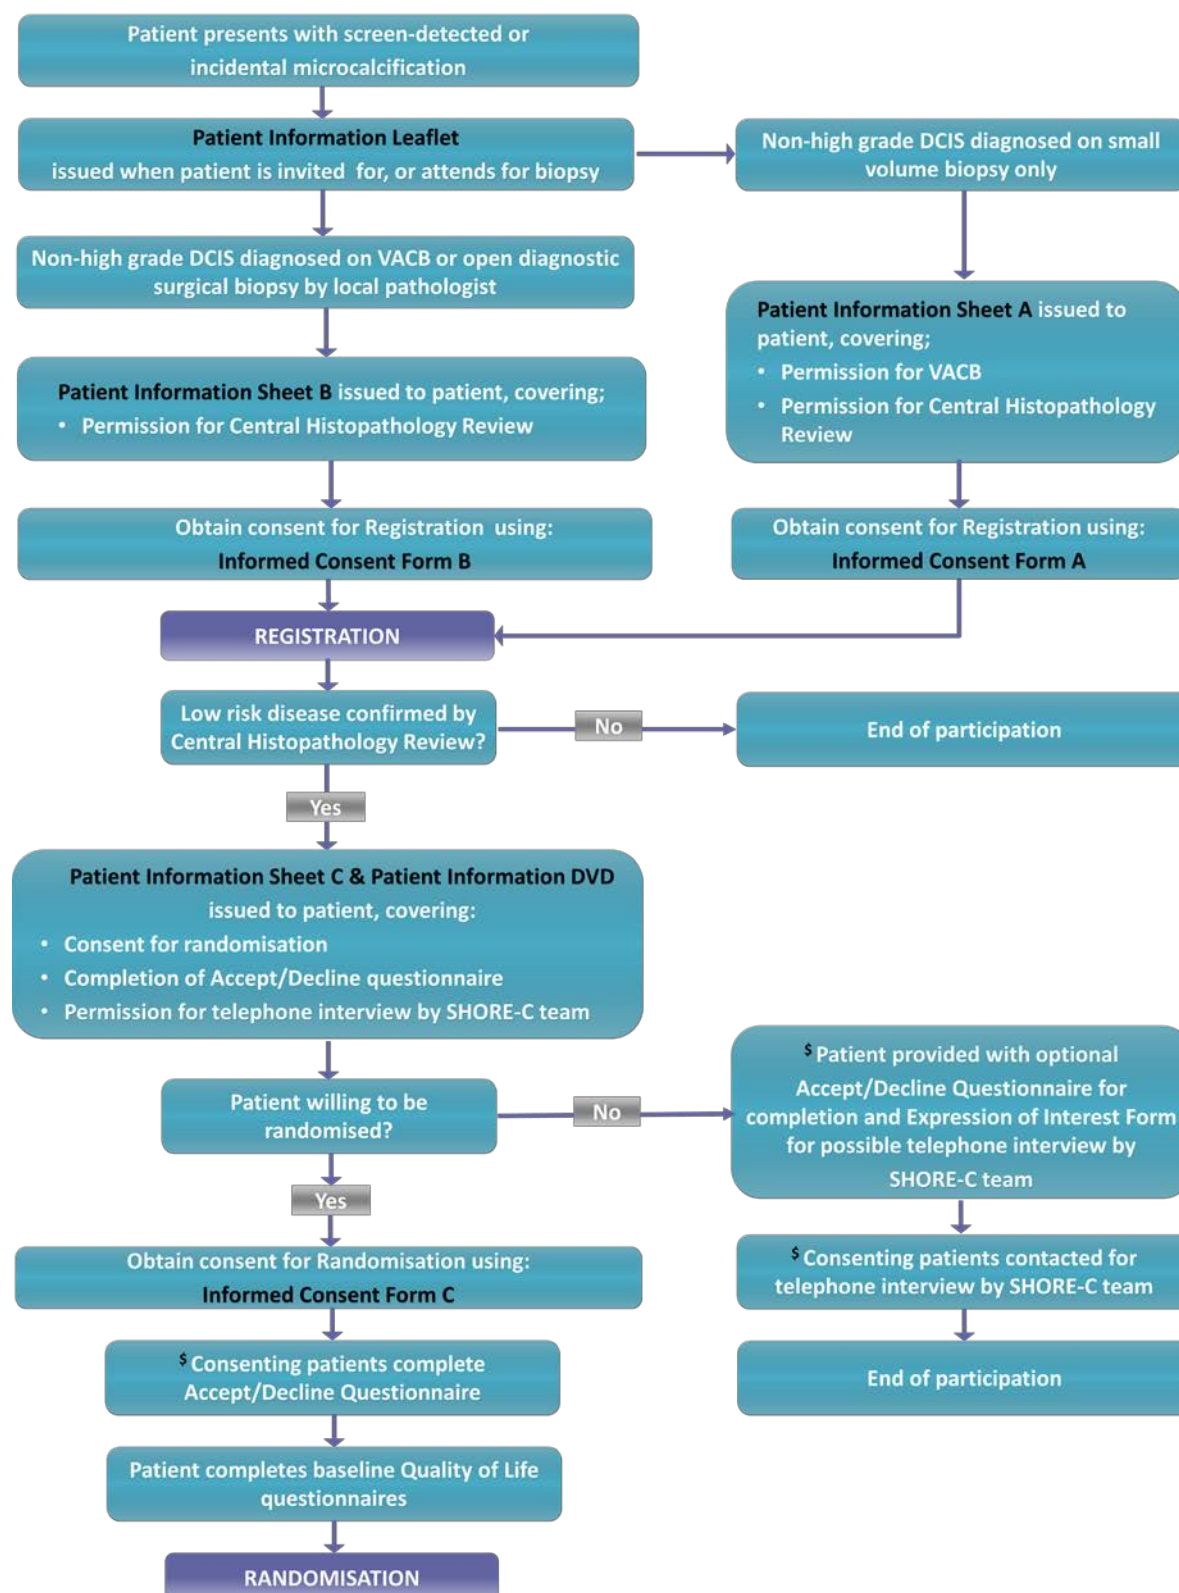 Patient presents with screen-detected or
incidental microcalcification
Patient Information Leaflet
issued when patient is invited for, or attends for biopsy
Non-high grade DCIS diagnosed on small
volume biopsy only
Non-high grade DCIS diagnosed on VACB or open diagnostic
surgical biopsy by local pathologist
Patient Information Sheet A issued to
patient, covering;
• Permission for VACB
• Permission for Central Histopathology
Review
Patient Information Sheet B issued to patient, covering;
• Permission for Central Histopathology Review
Obtain consent for Registration using:
Informed Consent Form B
Obtain consent for Registration using:
Informed Consent Form A
REGISTRATION
Low risk disease confirmed by
Central Histopathology Review?
No
End of participation
Yes
Patient Information Sheet C & Patient Information DVD
issued to patient, covering:
• Consent for randomisation
• Completion of Accept/Decline questionnaire
• Permission for telephone interview by SHORE-C team
Patient willing to be
randomised?
No
$ Patient provided with optional
Accept/Decline Questionnaire for
completion and Expression of Interest Form
for possible telephone interview by
SHORE-C team
Yes
Obtain consent for Randomisation using:
Informed Consent Form C
$ Consenting patients contacted for
telephone interview by SHORE-C team
$ Consenting patients complete
Accept/Decline Questionnaire
End of participation
Patient completes baseline Quality of Life
questionnaires
RANDOMISATION